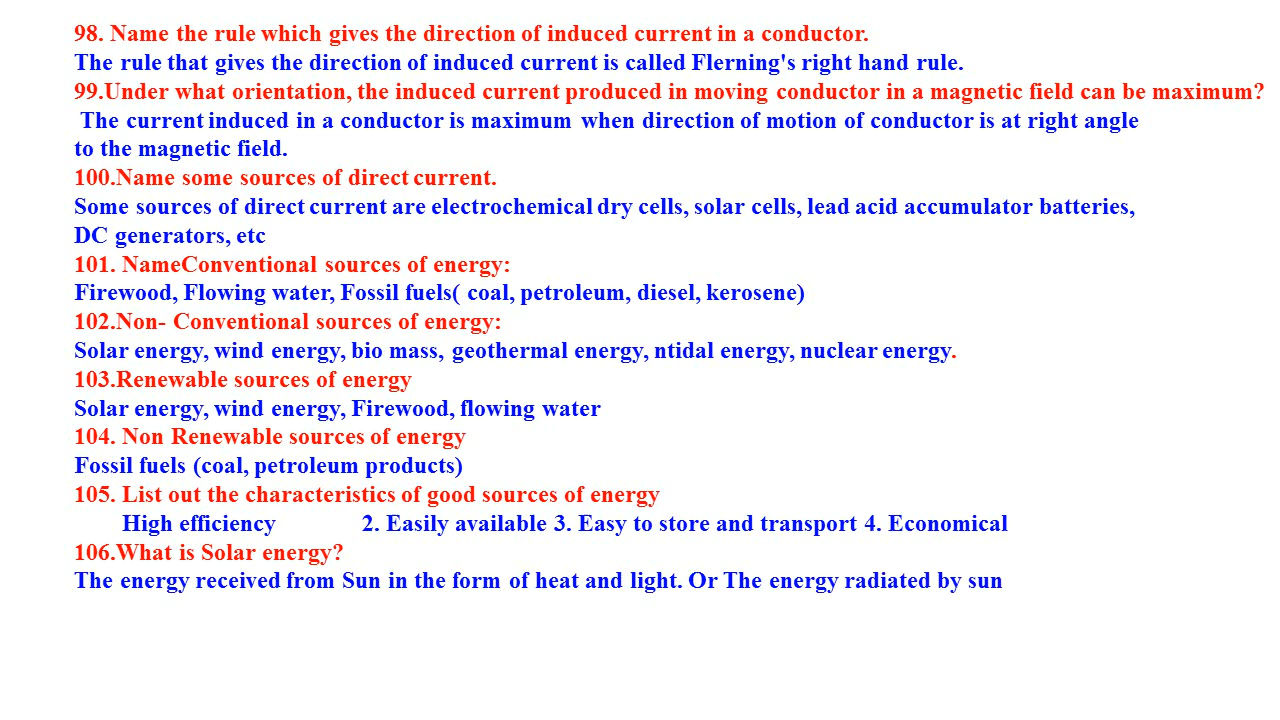 98. Name the rule which gives the direction of induced current in a conductor.
The rule that gives the direction of induced current is called Flerning's right hand rule.
99.Under what orientation, the induced current produced in moving conductor in a magnetic field can be maximum?
The current induced in a conductor is maximum when direction of motion of conductor is at right angle
to the magnetic field.
100.Name some sources of direct current.
Some sources of direct current are electrochemical dry cells, solar cells, lead acid accumulator batteries,
DC generators, etc
101. NameConventional sources of energy:
Firewood, Flowing water, Fossil fuels( coal, petroleum, diesel, kerosene)
102.Non- Conventional sources of energy:
Solar energy, wind energy, bio mass, geothermal energy, ntidal energy, nuclear energy.
103.Renewable sources of energy
Solar energy, wind energy, Firewood, flowing water
104. Non Renewable sources of energy
Fossil fuels (coal, petroleum products)
105. List out the characteristics of good sources of energy
High efficiency 2. Easily available 3. Easy to store and transport 4. Economical
106.What is Solar energy?
The energy received from Sun in the form of heat and light. Or The energy radiated by sun